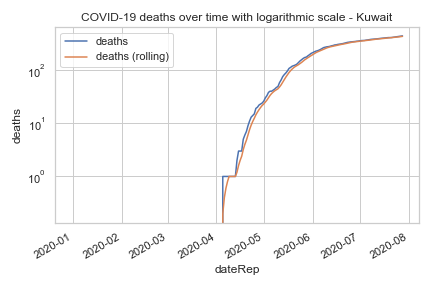 COVID-19 deaths over time with logarithmic scale - Kuwait
deaths
deaths (rolling)
10²
10¹
10⁰
deaths
2020-01
2020-02
2020-03
2020-04
2020-05
2020-06
2020-07
2020-08
dateRep